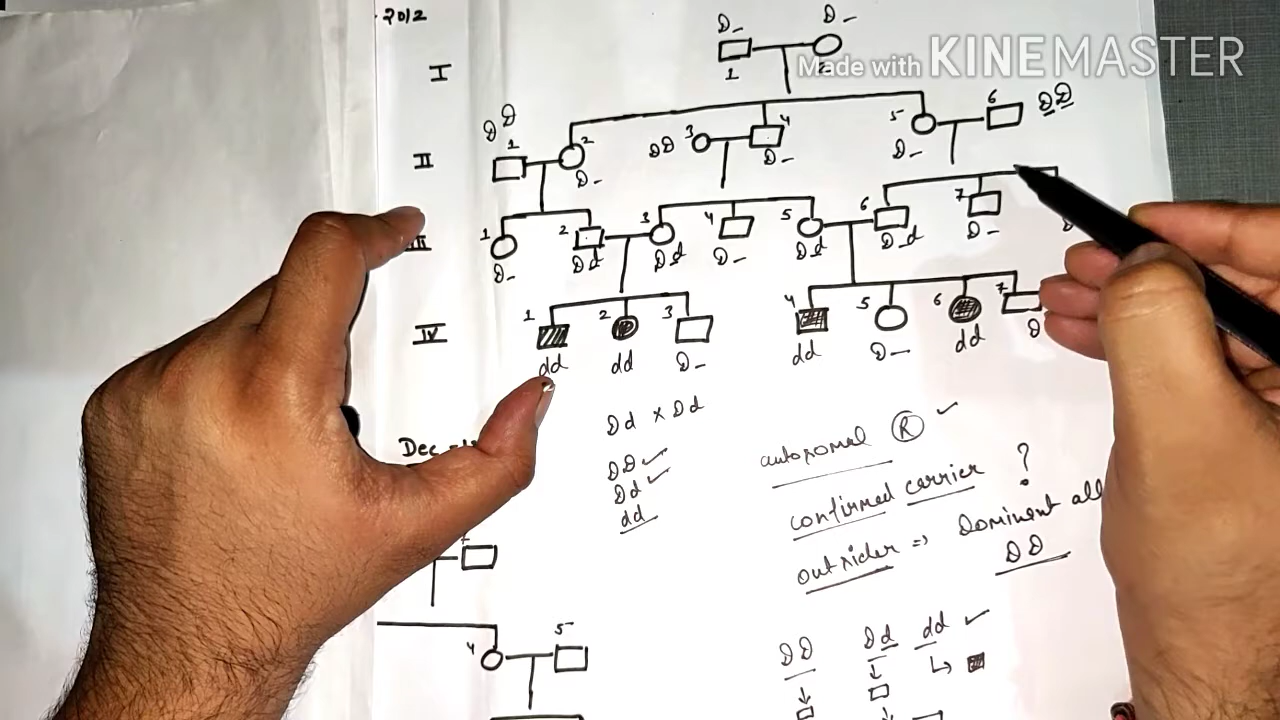 2012
D_ D_
I
1 2
Made with KINEMASTER
DD 1 2 D_
DD 3 4 D_
5 D_ 6 DD
II
III
1 D_ 2 Dd 3 Dd 4 D_ 5 Dd 6 Dd 7 D_
IV
1 dd 2 dd 3 D_ 4 dd 5 D_ 6 dd 7 D
Dd x Dd
DD ✓
Dd ✓
dd
autosomal R ✓
confirmed carrier ?
outsider => Dominent all
DD
DD Dd dd ✓
Dec
4 5